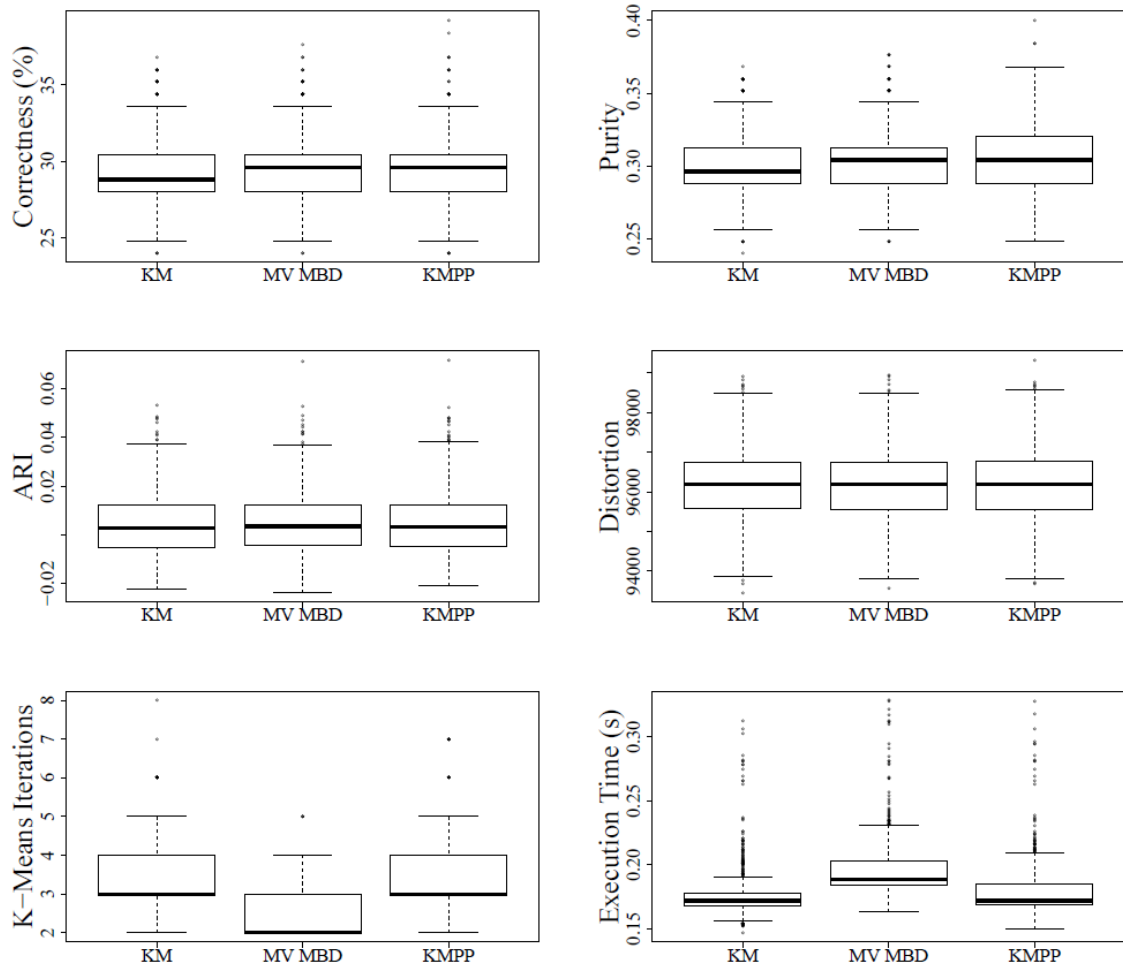 Correctness (%)
35
30
25
KM
MV MBD
KMPP
Purity
0.40
0.35
0.30
0.25
KM
MV MBD
KMPP
ARI
0.06
0.04
0.02
−0.02
KM
MV MBD
KMPP
Distortion
98000
96000
94000
KM
MV MBD
KMPP
K−Means Iterations
8
7
6
5
4
3
2
KM
MV MBD
KMPP
Execution Time (s)
0.30
0.25
0.20
0.15
KM
MV MBD
KMPP